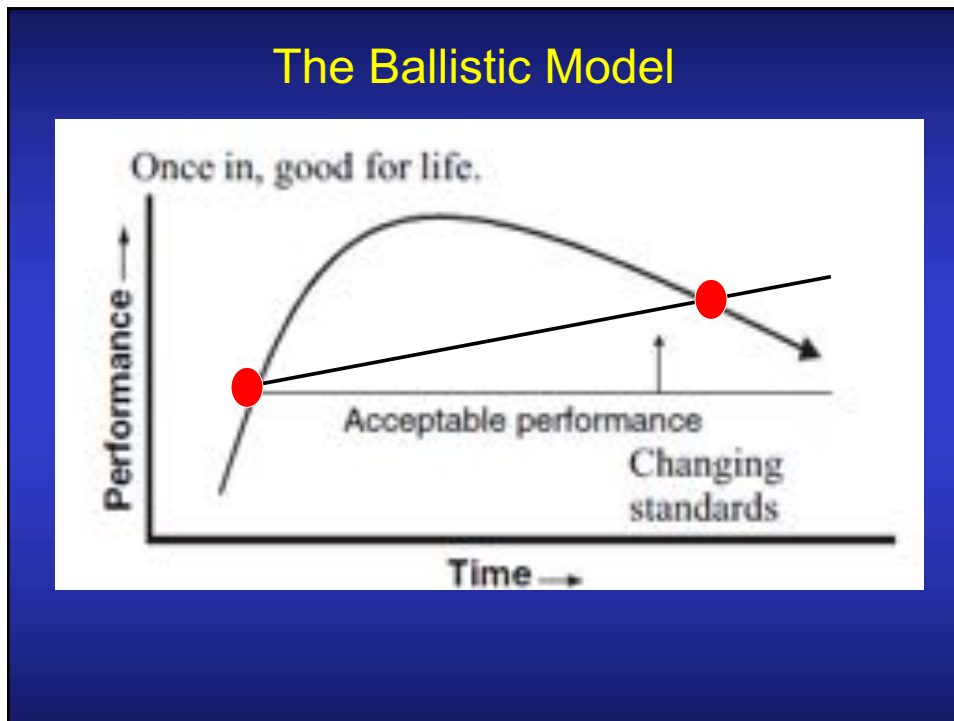 The Ballistic Model
Once in, good for life.
Performance
Acceptable performance
Changing
standards
Time